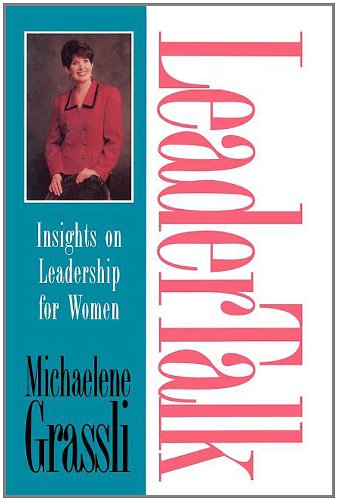 LeaderTalk
Insights on
Leadership
for Women
Michaelene
Grassli